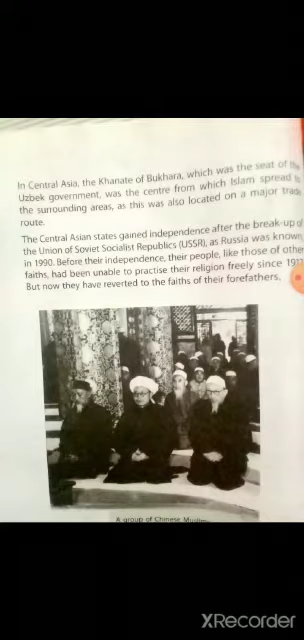 In Central Asia, the Khanate of Bukhara, which was the seat of the
Uzbek government, was the centre from which Islam spread to
the surrounding areas, as this was also located on a major trade
route.
The Central Asian states gained independence after the break-up of
the Union of Soviet Socialist Republics (USSR), as Russia was known,
in 1990. Before their independence, their people, like those of other
faiths, had been unable to practise their religion freely since 1917.
But now they have reverted to the faiths of their forefathers.
A group of Chinese Muslims
XRecorder